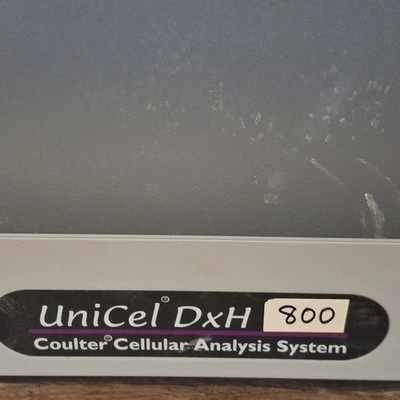 UniCel® DxH 800
Coulter® Cellular Analysis System